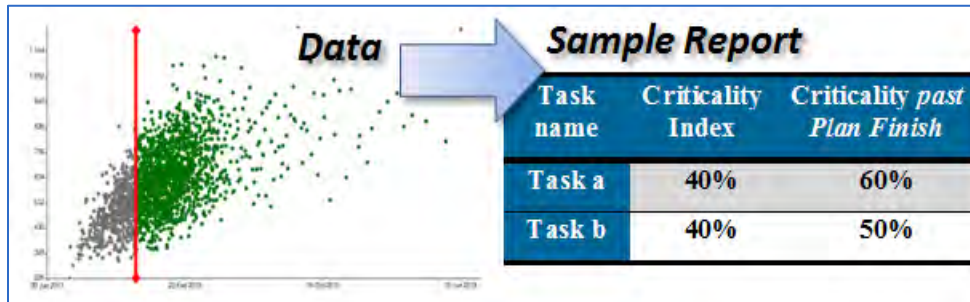 Data
Sample Report
Task name
Criticality Index
Criticality past Plan Finish
Task a
40%
60%
Task b
40%
50%